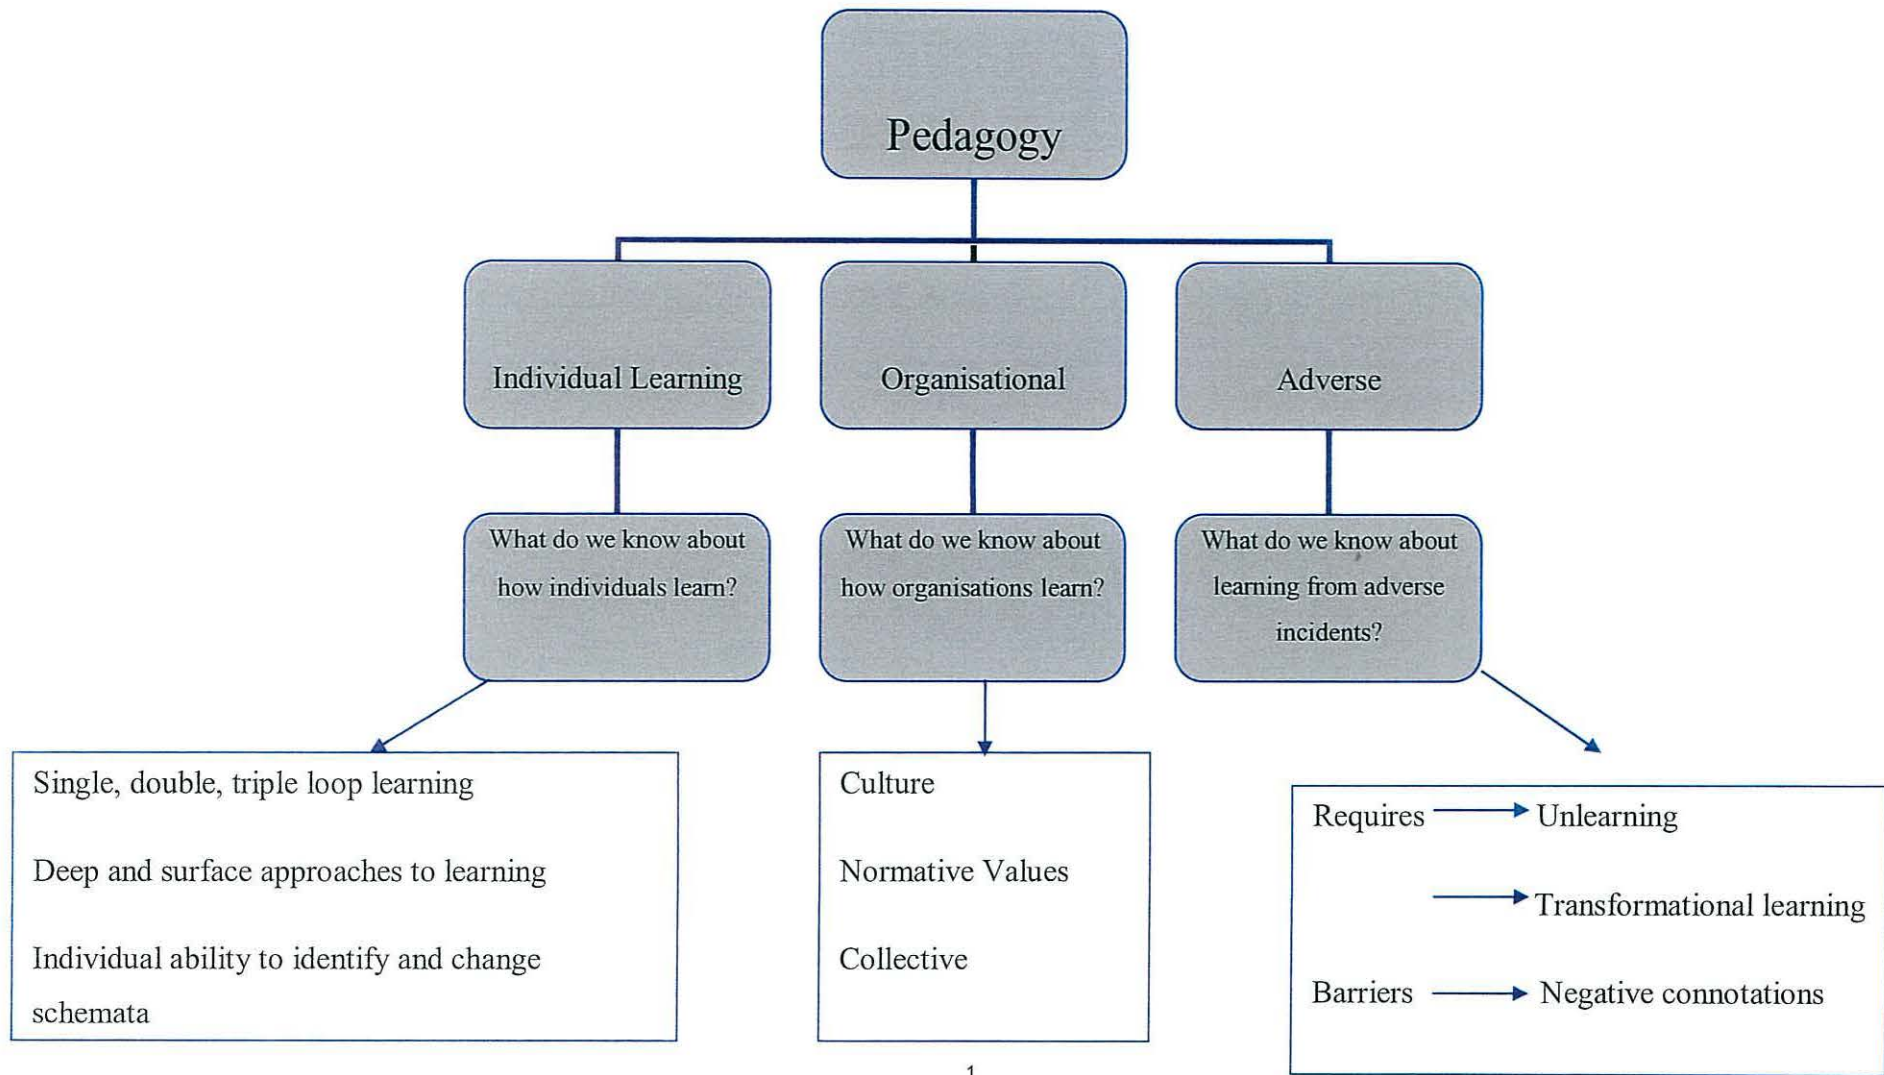 Pedagogy
Individual Learning
Organisational
Adverse
What do we know about
how individuals learn?
What do we know about
how organisations learn?
What do we know about
learning from adverse
incidents?
Single, double, triple loop learning
Deep and surface approaches to learning
Individual ability to identify and change
schemata
Culture
Normative Values
Collective
Requires Unlearning
Transformational learning
Barriers Negative connotations
1